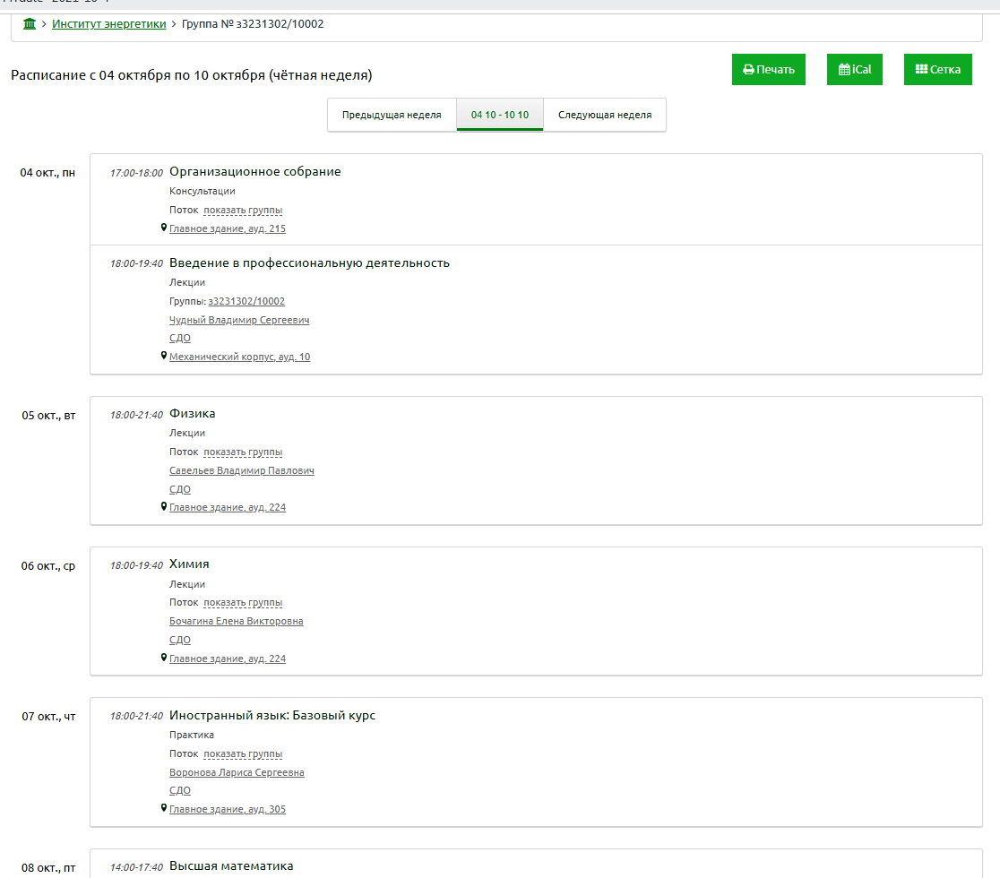 Институт энергетики > Группа № з3231302/10002
Расписание с 04 октября по 10 октября (чётная неделя)
Печать
iCal
Сетка
Предыдущая неделя
04 10 - 10 10
Следующая неделя
04 окт., пн
17:00-18:00 Организационное собрание
Консультации
Поток показать группы
Главное здание, ауд. 215
18:00-19:40 Введение в профессиональную деятельность
Лекции
Группы: з3231302/10002
Чудный Владимир Сергеевич
СДО
Механический корпус, ауд. 10
05 окт., вт
18:00-21:40 Физика
Лекции
Поток показать группы
Савельев Владимир Павлович
СДО
Главное здание, ауд. 224
06 окт., ср
18:00-19:40 Химия
Лекции
Поток показать группы
Бочагина Елена Викторовна
СДО
Главное здание, ауд. 224
07 окт., чт
18:00-21:40 Иностранный язык: Базовый курс
Практика
Поток показать группы
Воронова Лариса Сергеевна
СДО
Главное здание, ауд. 305
08 окт., пт
14:00-17:40 Высшая математика